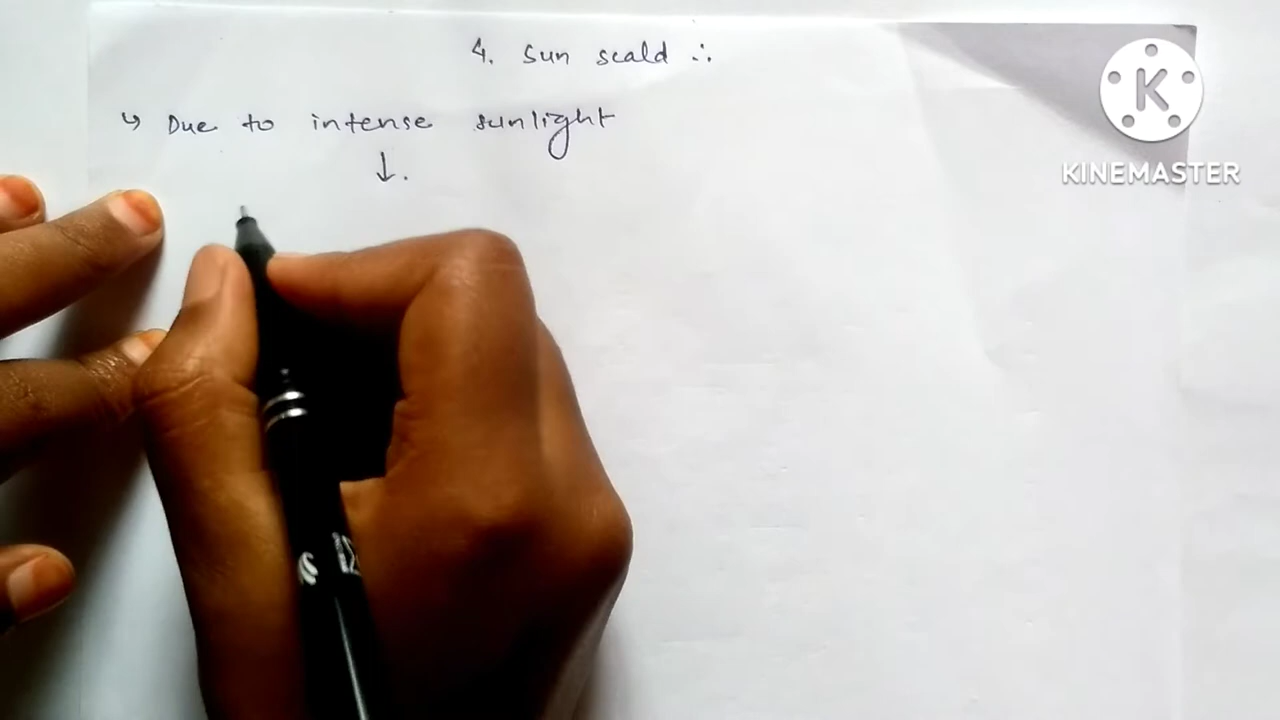 4. Sun scald ∴
↳ Due to intense sunlight
↓.
K
KINEMASTER